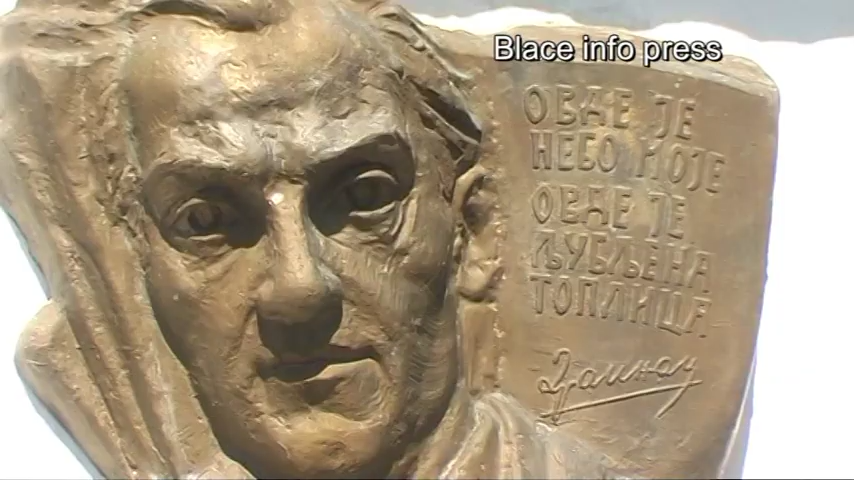 Blace info press
ОВДЕ ЈЕ
НЕБО МОЈЕ
ОВДЕ ЈЕ
ЉУБЉЕНА
ТОПЛИЦА